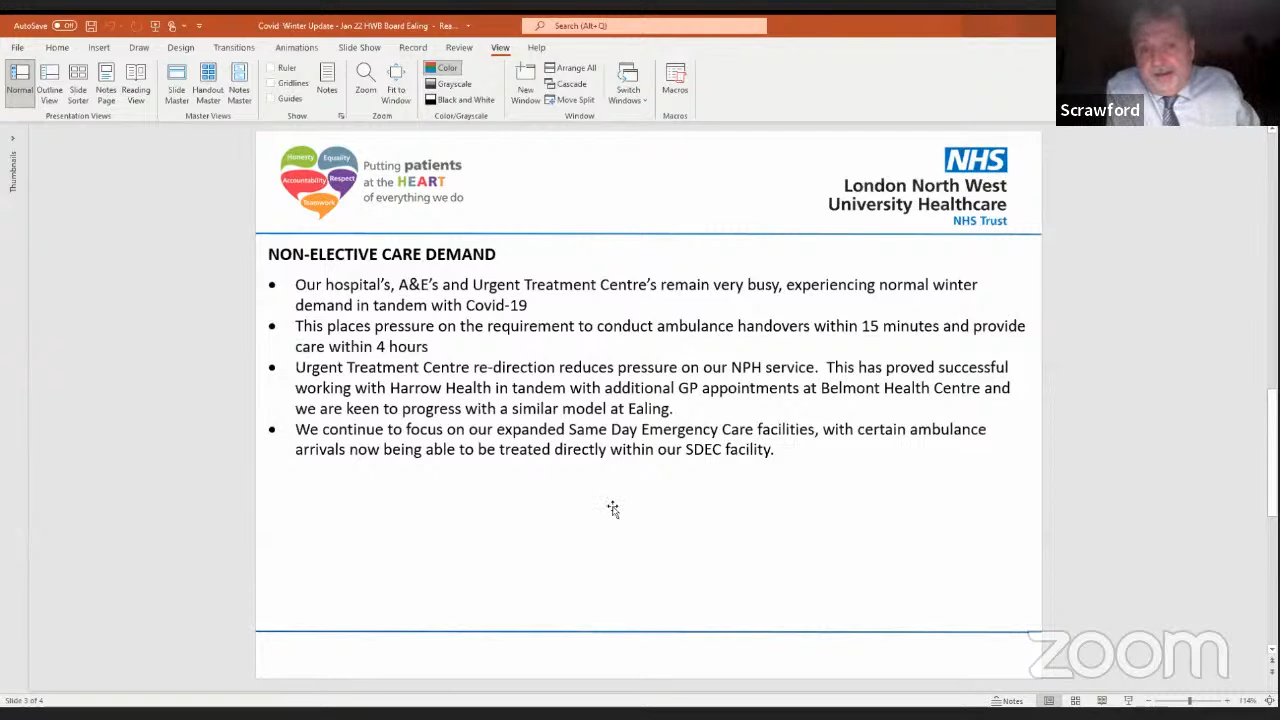 AutoSave Off Covid Winter Update - Jan 22 HWB Board Ealing - Rea... Search (Alt+Q)
File Home Insert Draw Design Transitions Animations Slide Show Record Review View Help
Normal Outline View Slide Sorter Notes Page Reading View
Presentation Views
Slide Master Handout Master Notes Master
Master Views
Ruler
Gridlines
Guides
Show
Notes
Zoom Fit to Window
Zoom
Color
Grayscale
Black and White
Color/Grayscale
New Window
Arrange All
Cascade
Move Split
Switch Windows
Window
Macros
Macros
Scrawford
Thumbnails
Honesty
Equality
Accountability
Respect
Teamwork
Putting patients
at the HEART
of everything we do
NHS
London North West
University Healthcare
NHS Trust
NON-ELECTIVE CARE DEMAND
• Our hospital's, A&E's and Urgent Treatment Centre's remain very busy, experiencing normal winter
demand in tandem with Covid-19
• This places pressure on the requirement to conduct ambulance handovers within 15 minutes and provide
care within 4 hours
• Urgent Treatment Centre re-direction reduces pressure on our NPH service. This has proved successful
working with Harrow Health in tandem with additional GP appointments at Belmont Health Centre and
we are keen to progress with a similar model at Ealing.
• We continue to focus on our expanded Same Day Emergency Care facilities, with certain ambulance
arrivals now being able to be treated directly within our SDEC facility.
zoom
Slide 3 of 4 Notes 114%